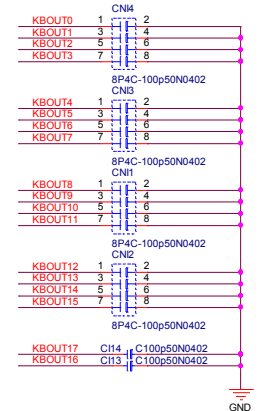 CNI4
KBOUT0 1 2
KBOUT1 3 4
KBOUT2 5 6
KBOUT3 7 8
8P4C-100p50N0402
CNI3
KBOUT4 1 2
KBOUT5 3 4
KBOUT6 5 6
KBOUT7 7 8
8P4C-100p50N0402
CNI1
KBOUT8 1 2
KBOUT9 3 4
KBOUT10 5 6
KBOUT11 7 8
8P4C-100p50N0402
CNI2
KBOUT12 1 2
KBOUT13 3 4
KBOUT14 5 6
KBOUT15 7 8
8P4C-100p50N0402
KBOUT17 CI14 C100p50N0402
KBOUT16 CI13 C100p50N0402
GND